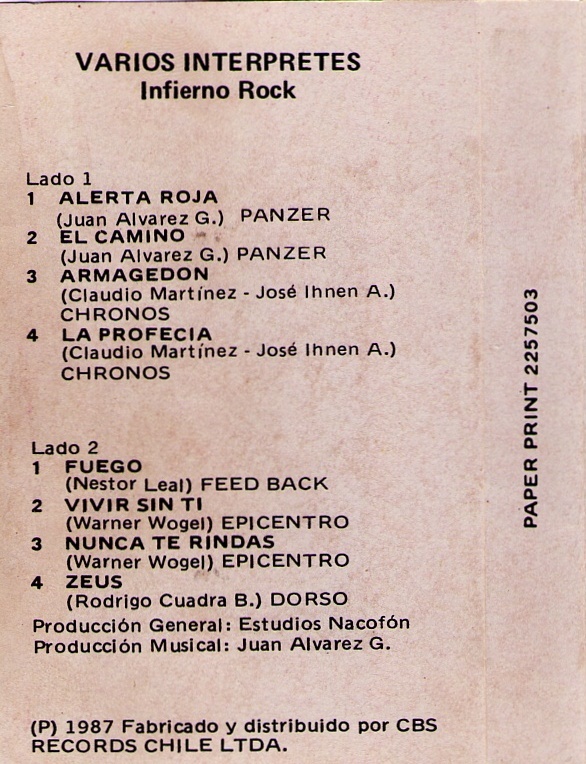 VARIOS INTERPRETES
Infierno Rock
Lado 1
1 ALERTA ROJA
(Juan Alvarez G.) PANZER
2 EL CAMINO
(Juan Alvarez G.) PANZER
3 ARMAGEDON
(Claudio Martínez - José Ihnen A.)
CHRONOS
4 LA PROFECIA
(Claudio Martínez - José Ihnen A.)
CHRONOS
Lado 2
1 FUEGO
(Nestor Leal) FEED BACK
2 VIVIR SIN TI
(Warner Wogel) EPICENTRO
3 NUNCA TE RINDAS
(Warner Wogel) EPICENTRO
4 ZEUS
(Rodrigo Cuadra B.) DORSO
Producción General: Estudios Nacofón
Producción Musical: Juan Alvarez G.
(P) 1987 Fabricado y distribuido por CBS
RECORDS CHILE LTDA.
PAPER PRINT 2257503